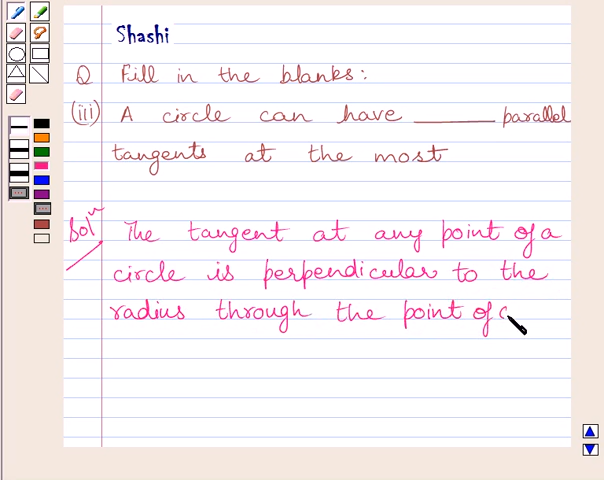 Shashi
Q Fill in the blanks:
(iii) A circle can have ______ parallel
tangents at the most
Solⁿ The tangent at any point of a
circle is perpendicular to the
radius through the point of c